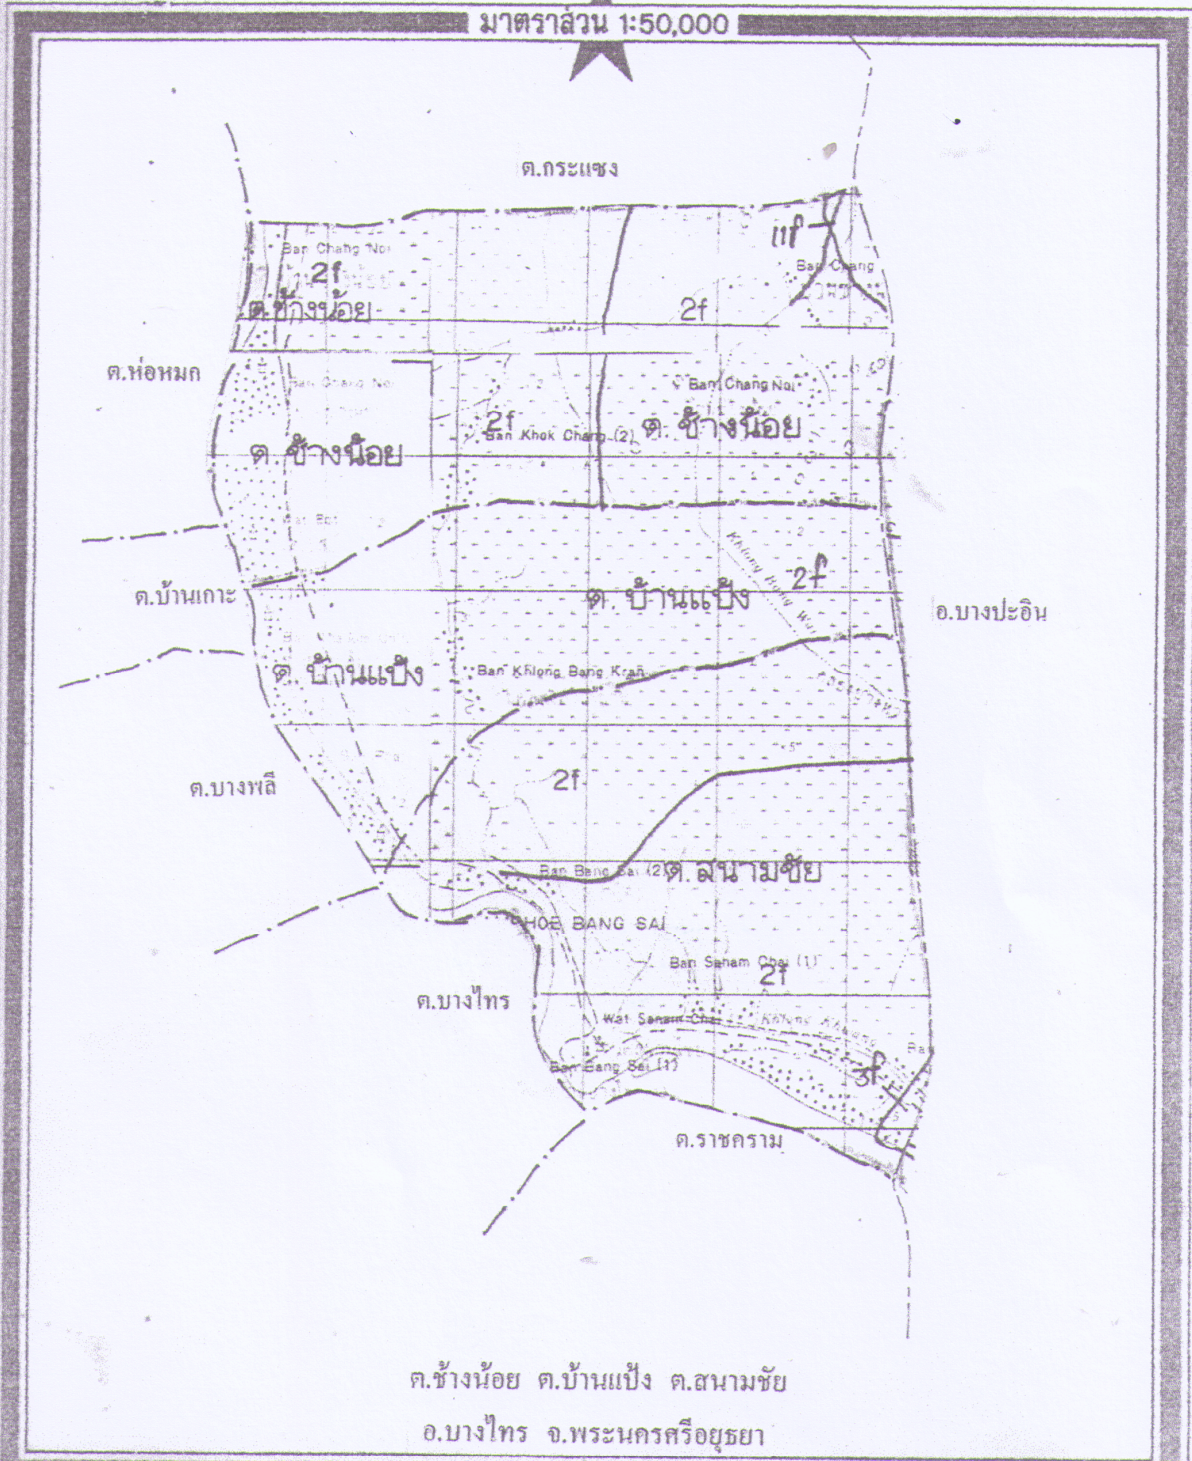 มาตราส่วน 1:50,000
ต.กระแชง
11f
Ban Chang Noi
Ban Chang
2f
2f
ต.ช้างน้อย
ต.ห่อหมก
Ban Chang Noi
Ban Chang Noi
2f
Ban Khok Chang (2)
ต. ช้างน้อย
ต. ช้างน้อย
Khlong Bang Wai
2f
ต.บ้านเกาะ
ต. บ้านแป้ง
อ.บางปะอิน
ต. บ้านแป้ง
Ban Khlong Bang Kran
2f
ต.บางพลี
Ban Bang Sai (2)
ต. สนามชัย
HOE BANG SAI
Ban Sanam Chai (1)
2f
ต.บางไทร
Wat Sanam Chai
Khlong
Ban Bang Sai (1)
3f
ต.ราชคราม
ต.ช้างน้อย ต.บ้านแป้ง ต.สนามชัย
อ.บางไทร จ.พระนครศรีอยุธยา